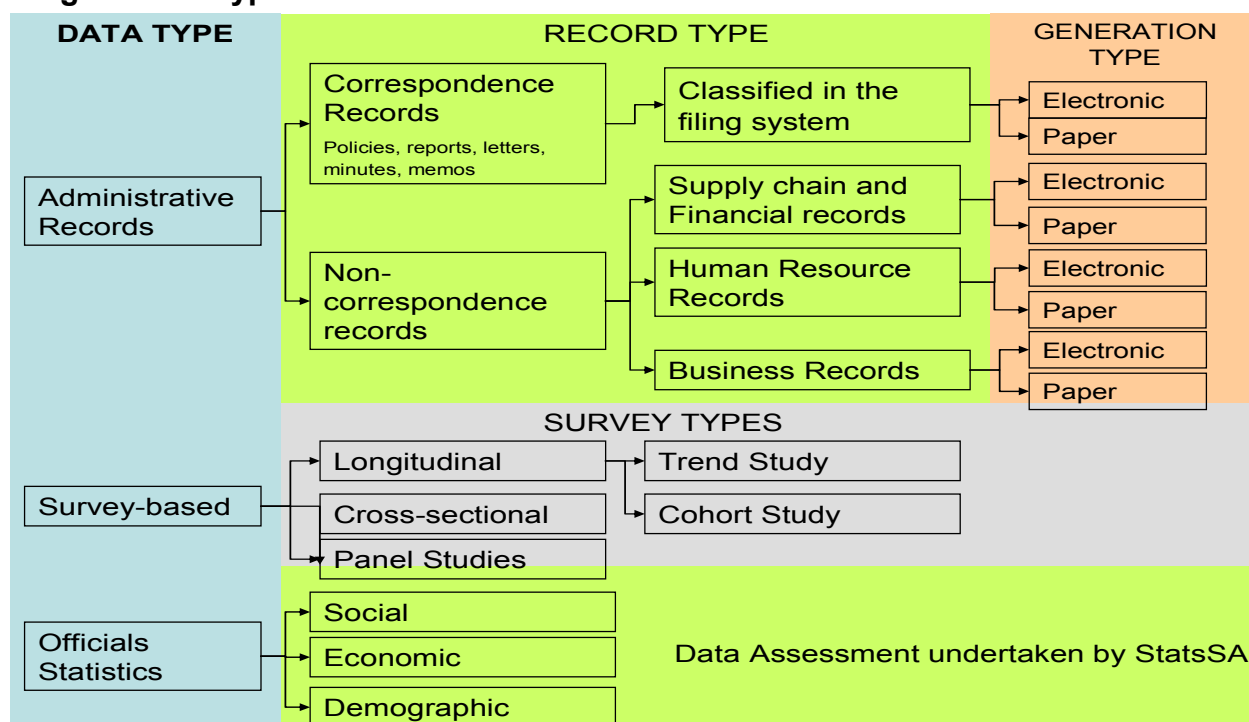 DATA TYPE
RECORD TYPE
GENERATION
TYPE
Correspondence
Records
Policies, reports, letters,
minutes, memos
Classified in the
filing system
Electronic
Paper
Administrative
Records
Supply chain and
Financial records
Electronic
Paper
Non-
correspondence
records
Human Resource
Records
Electronic
Paper
Business Records
Electronic
Paper
SURVEY TYPES
Survey-based
Longitudinal
Trend Study
Cross-sectional
Cohort Study
Panel Studies
Officials
Statistics
Social
Economic
Demographic
Data Assessment undertaken by StatsSA